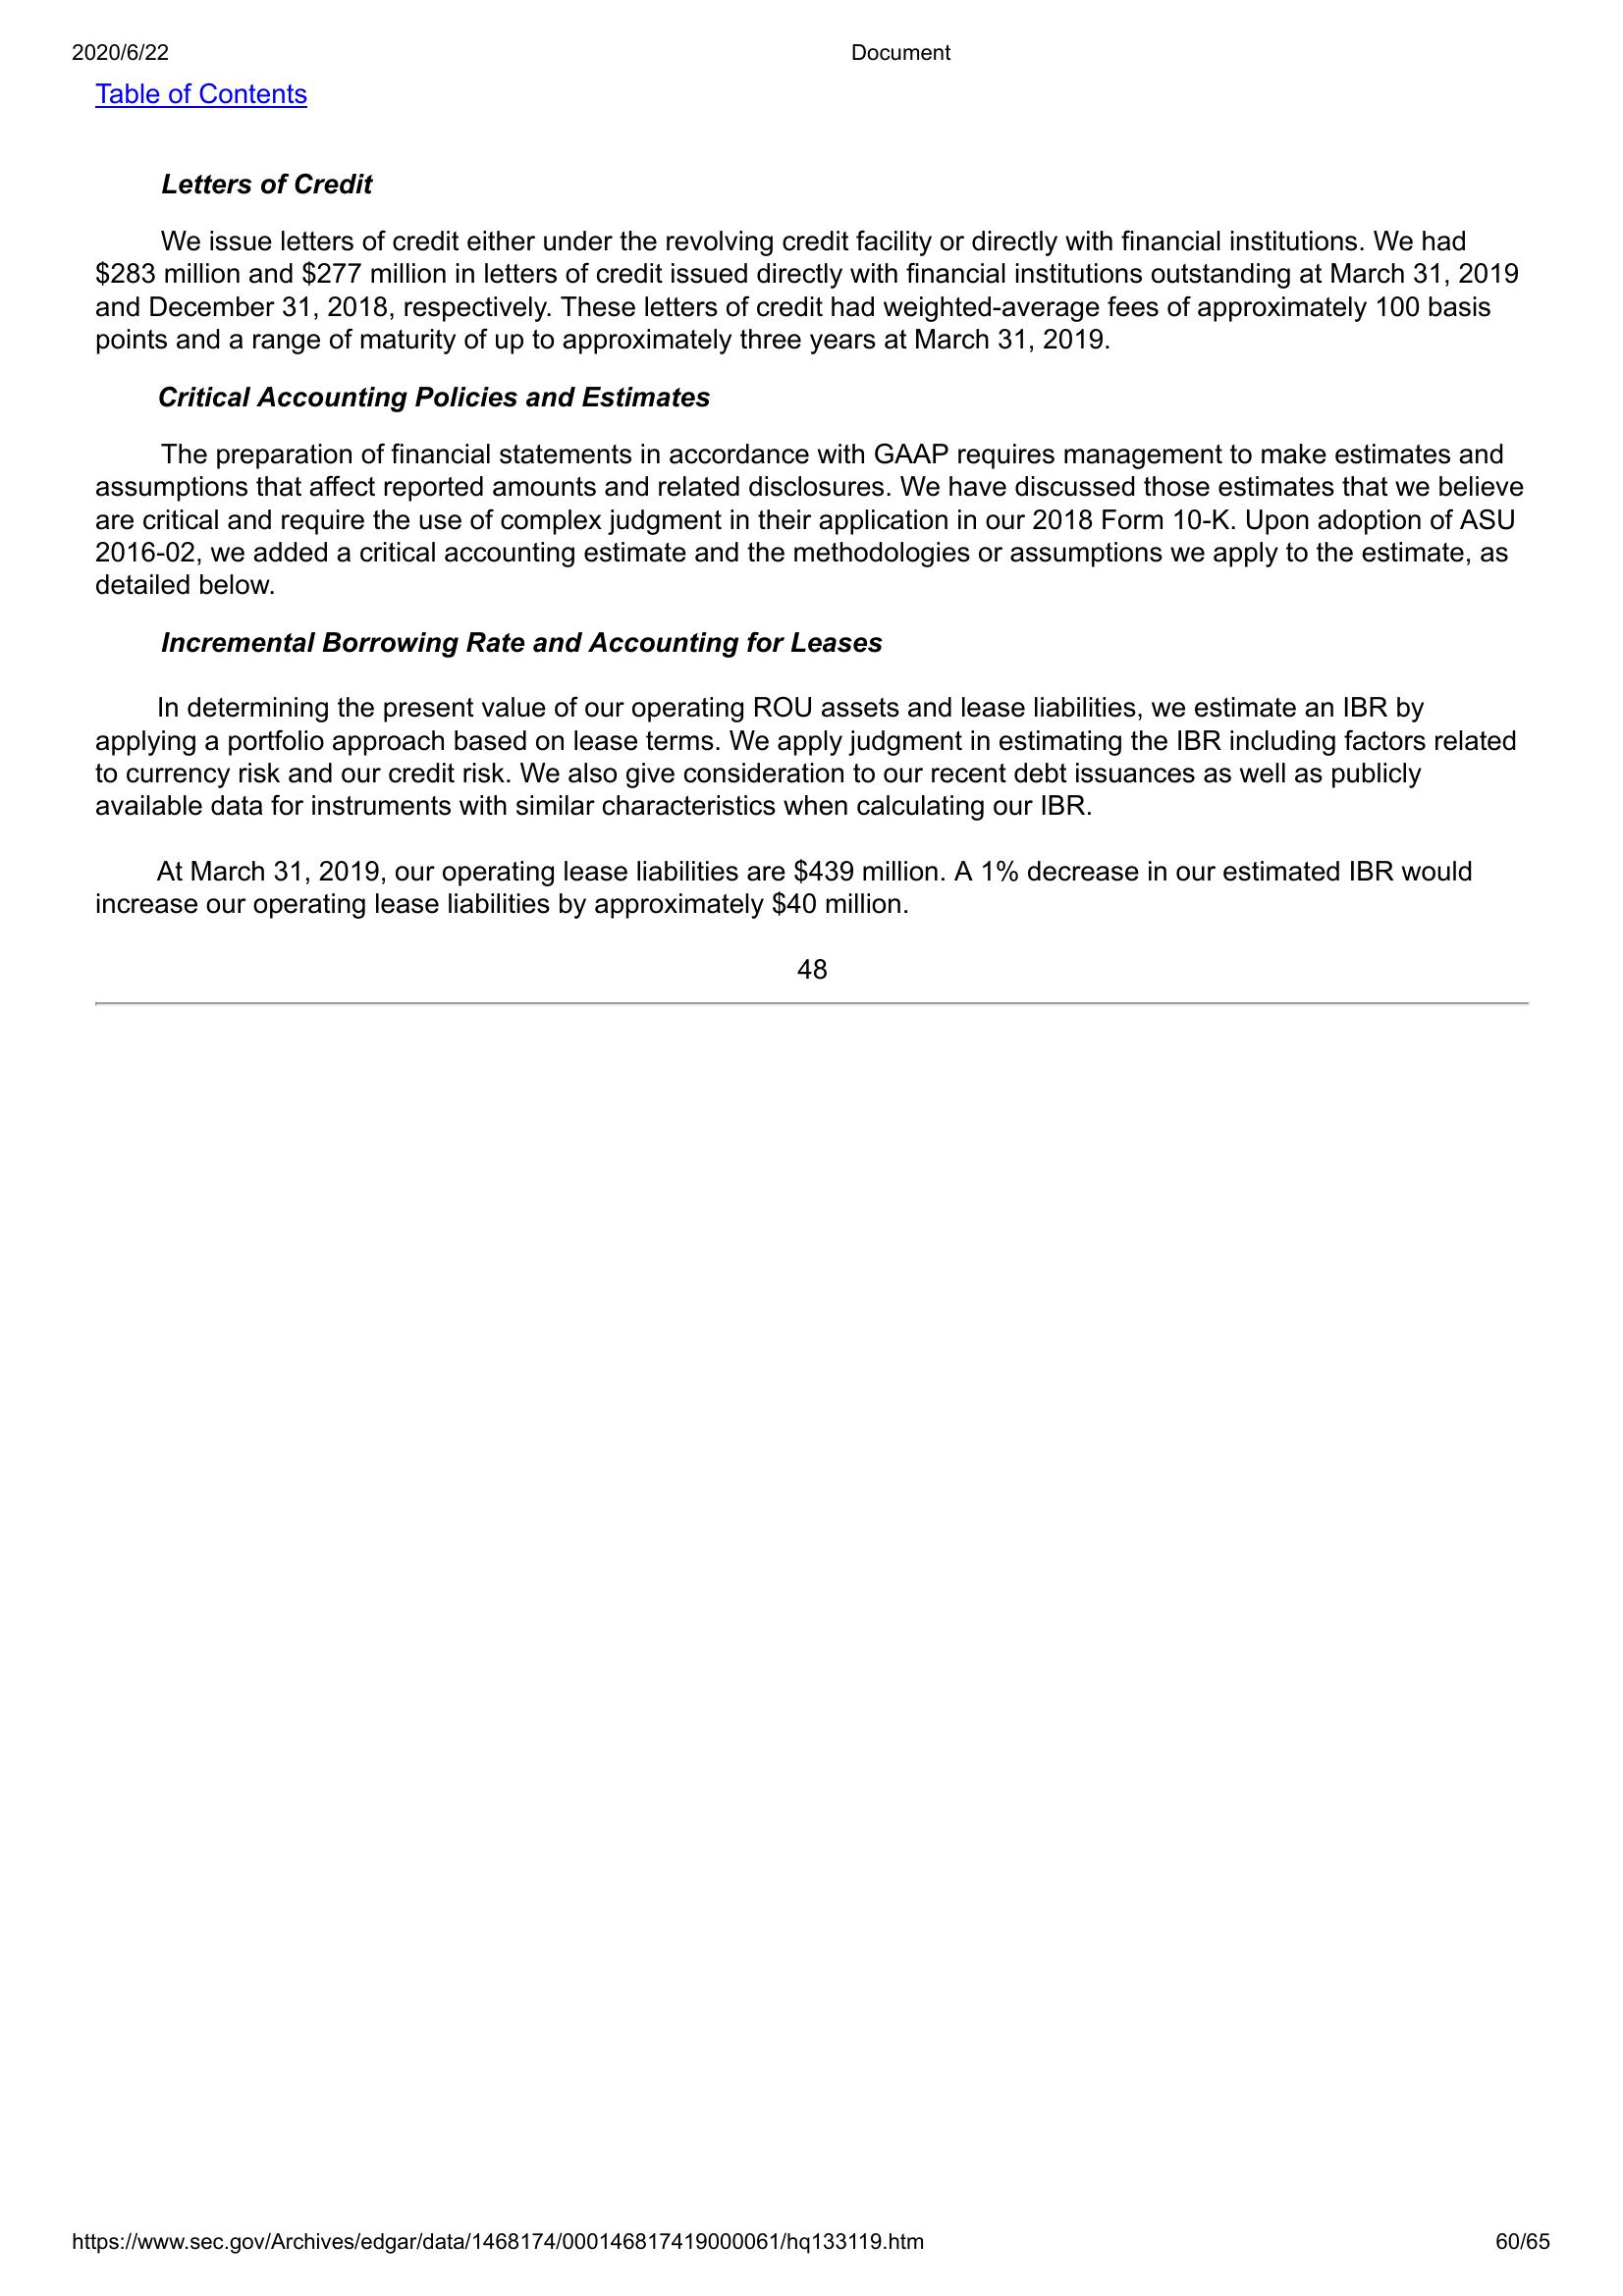 2020/6/22 Document
Table of Contents
Letters of Credit
We issue letters of credit either under the revolving credit facility or directly with financial institutions. We had
$283 million and $277 million in letters of credit issued directly with financial institutions outstanding at March 31, 2019
and December 31, 2018, respectively. These letters of credit had weighted-average fees of approximately 100 basis
points and a range of maturity of up to approximately three years at March 31, 2019.
Critical Accounting Policies and Estimates
The preparation of financial statements in accordance with GAAP requires management to make estimates and
assumptions that affect reported amounts and related disclosures. We have discussed those estimates that we believe
are critical and require the use of complex judgment in their application in our 2018 Form 10-K. Upon adoption of ASU
2016-02, we added a critical accounting estimate and the methodologies or assumptions we apply to the estimate, as
detailed below.
Incremental Borrowing Rate and Accounting for Leases
In determining the present value of our operating ROU assets and lease liabilities, we estimate an IBR by
applying a portfolio approach based on lease terms. We apply judgment in estimating the IBR including factors related
to currency risk and our credit risk. We also give consideration to our recent debt issuances as well as publicly
available data for instruments with similar characteristics when calculating our IBR.
At March 31, 2019, our operating lease liabilities are $439 million. A 1% decrease in our estimated IBR would
increase our operating lease liabilities by approximately $40 million.
48
https://www.sec.gov/Archives/edgar/data/1468174/000146817419000061/hq133119.htm 60/65